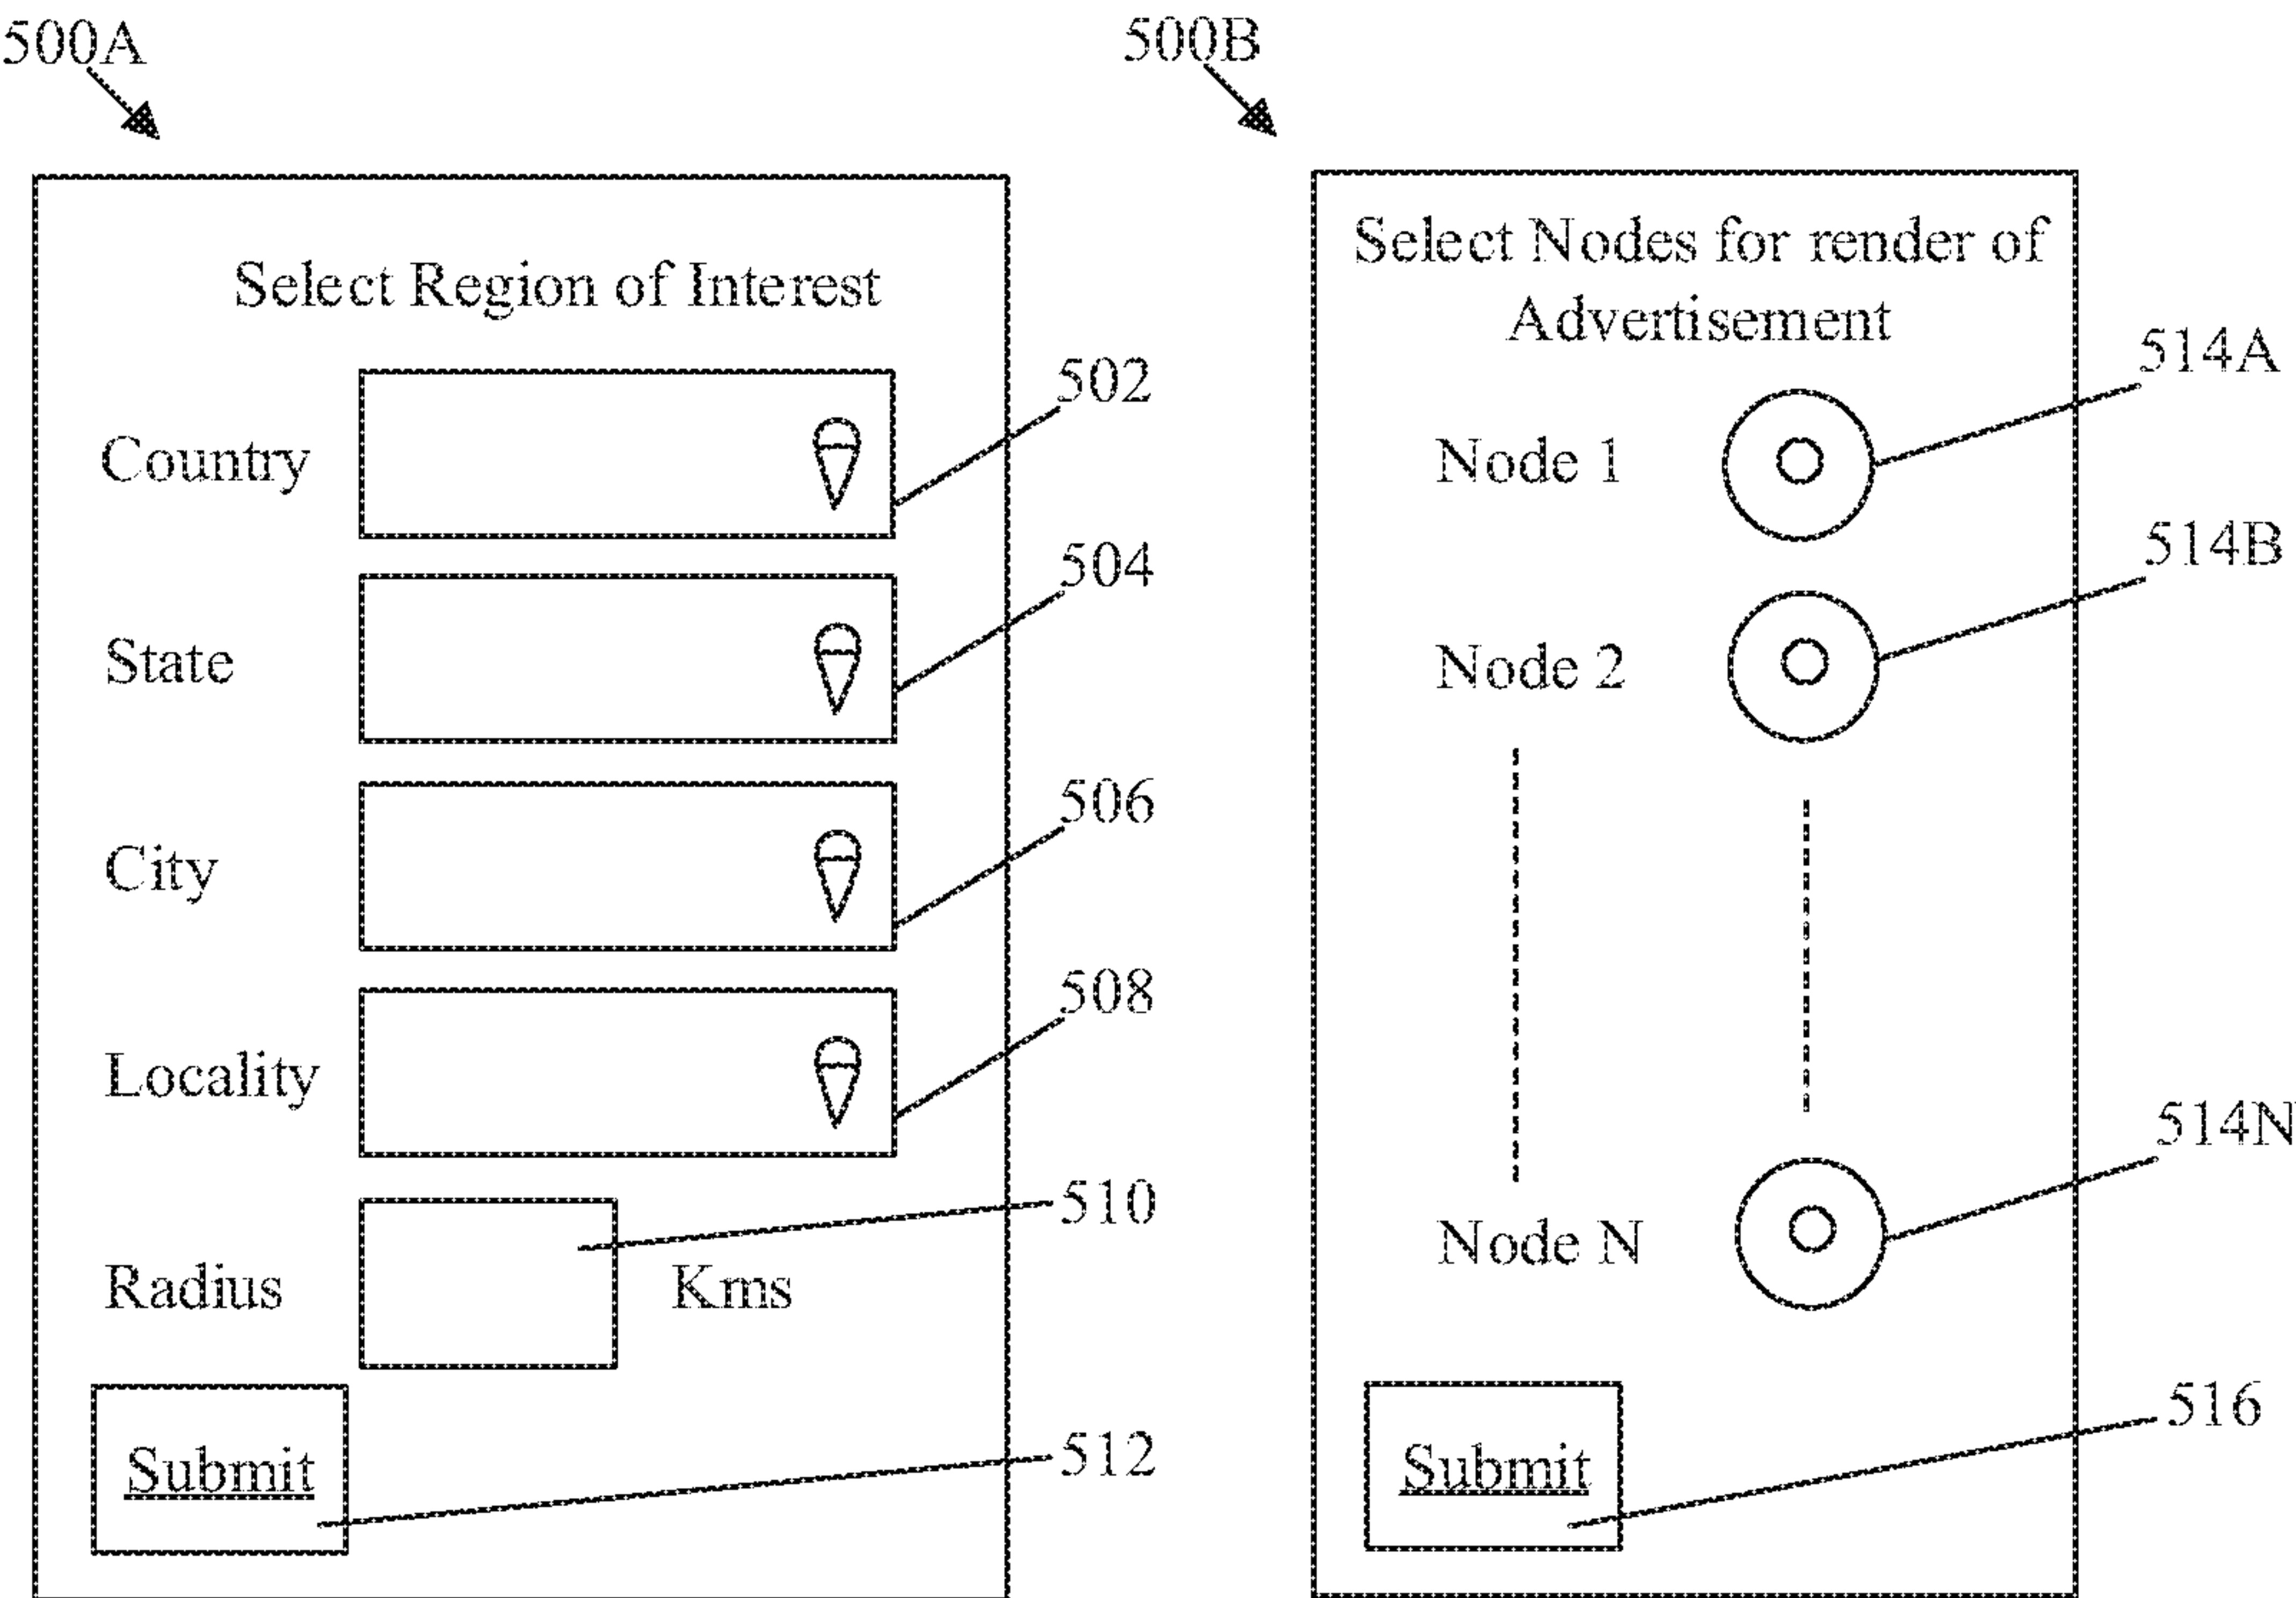 500A
Select Region of Interest
Country
502
State
504
City
506
Locality
508
Radius
Kms
510
Submit
512
500B
Select Nodes for render of
Advertisement
Node 1
514A
Node 2
514B
Node N
514N
Submit
516